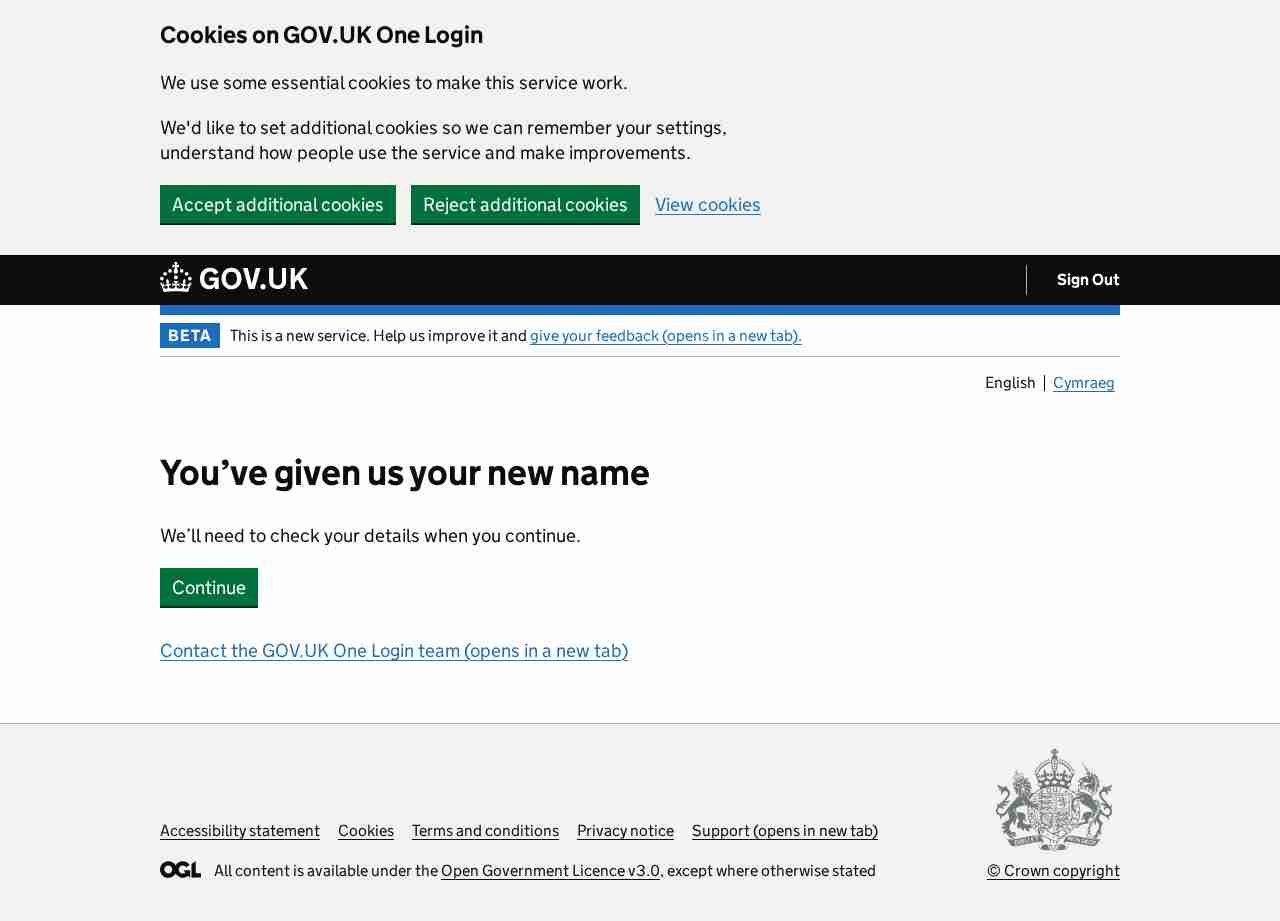 Cookies on GOV.UK One Login
We use some essential cookies to make this service work.
We'd like to set additional cookies so we can remember your settings,
understand how people use the service and make improvements.
Accept additional cookies Reject additional cookies View cookies
GOV.UK Sign Out
BETA This is a new service. Help us improve it and give your feedback (opens in a new tab).
English | Cymraeg
You’ve given us your new name
We’ll need to check your details when you continue.
Continue
Contact the GOV.UK One Login team (opens in a new tab)
Accessibility statement Cookies Terms and conditions Privacy notice Support (opens in new tab)
OGL All content is available under the Open Government Licence v3.0, except where otherwise stated
© Crown copyright